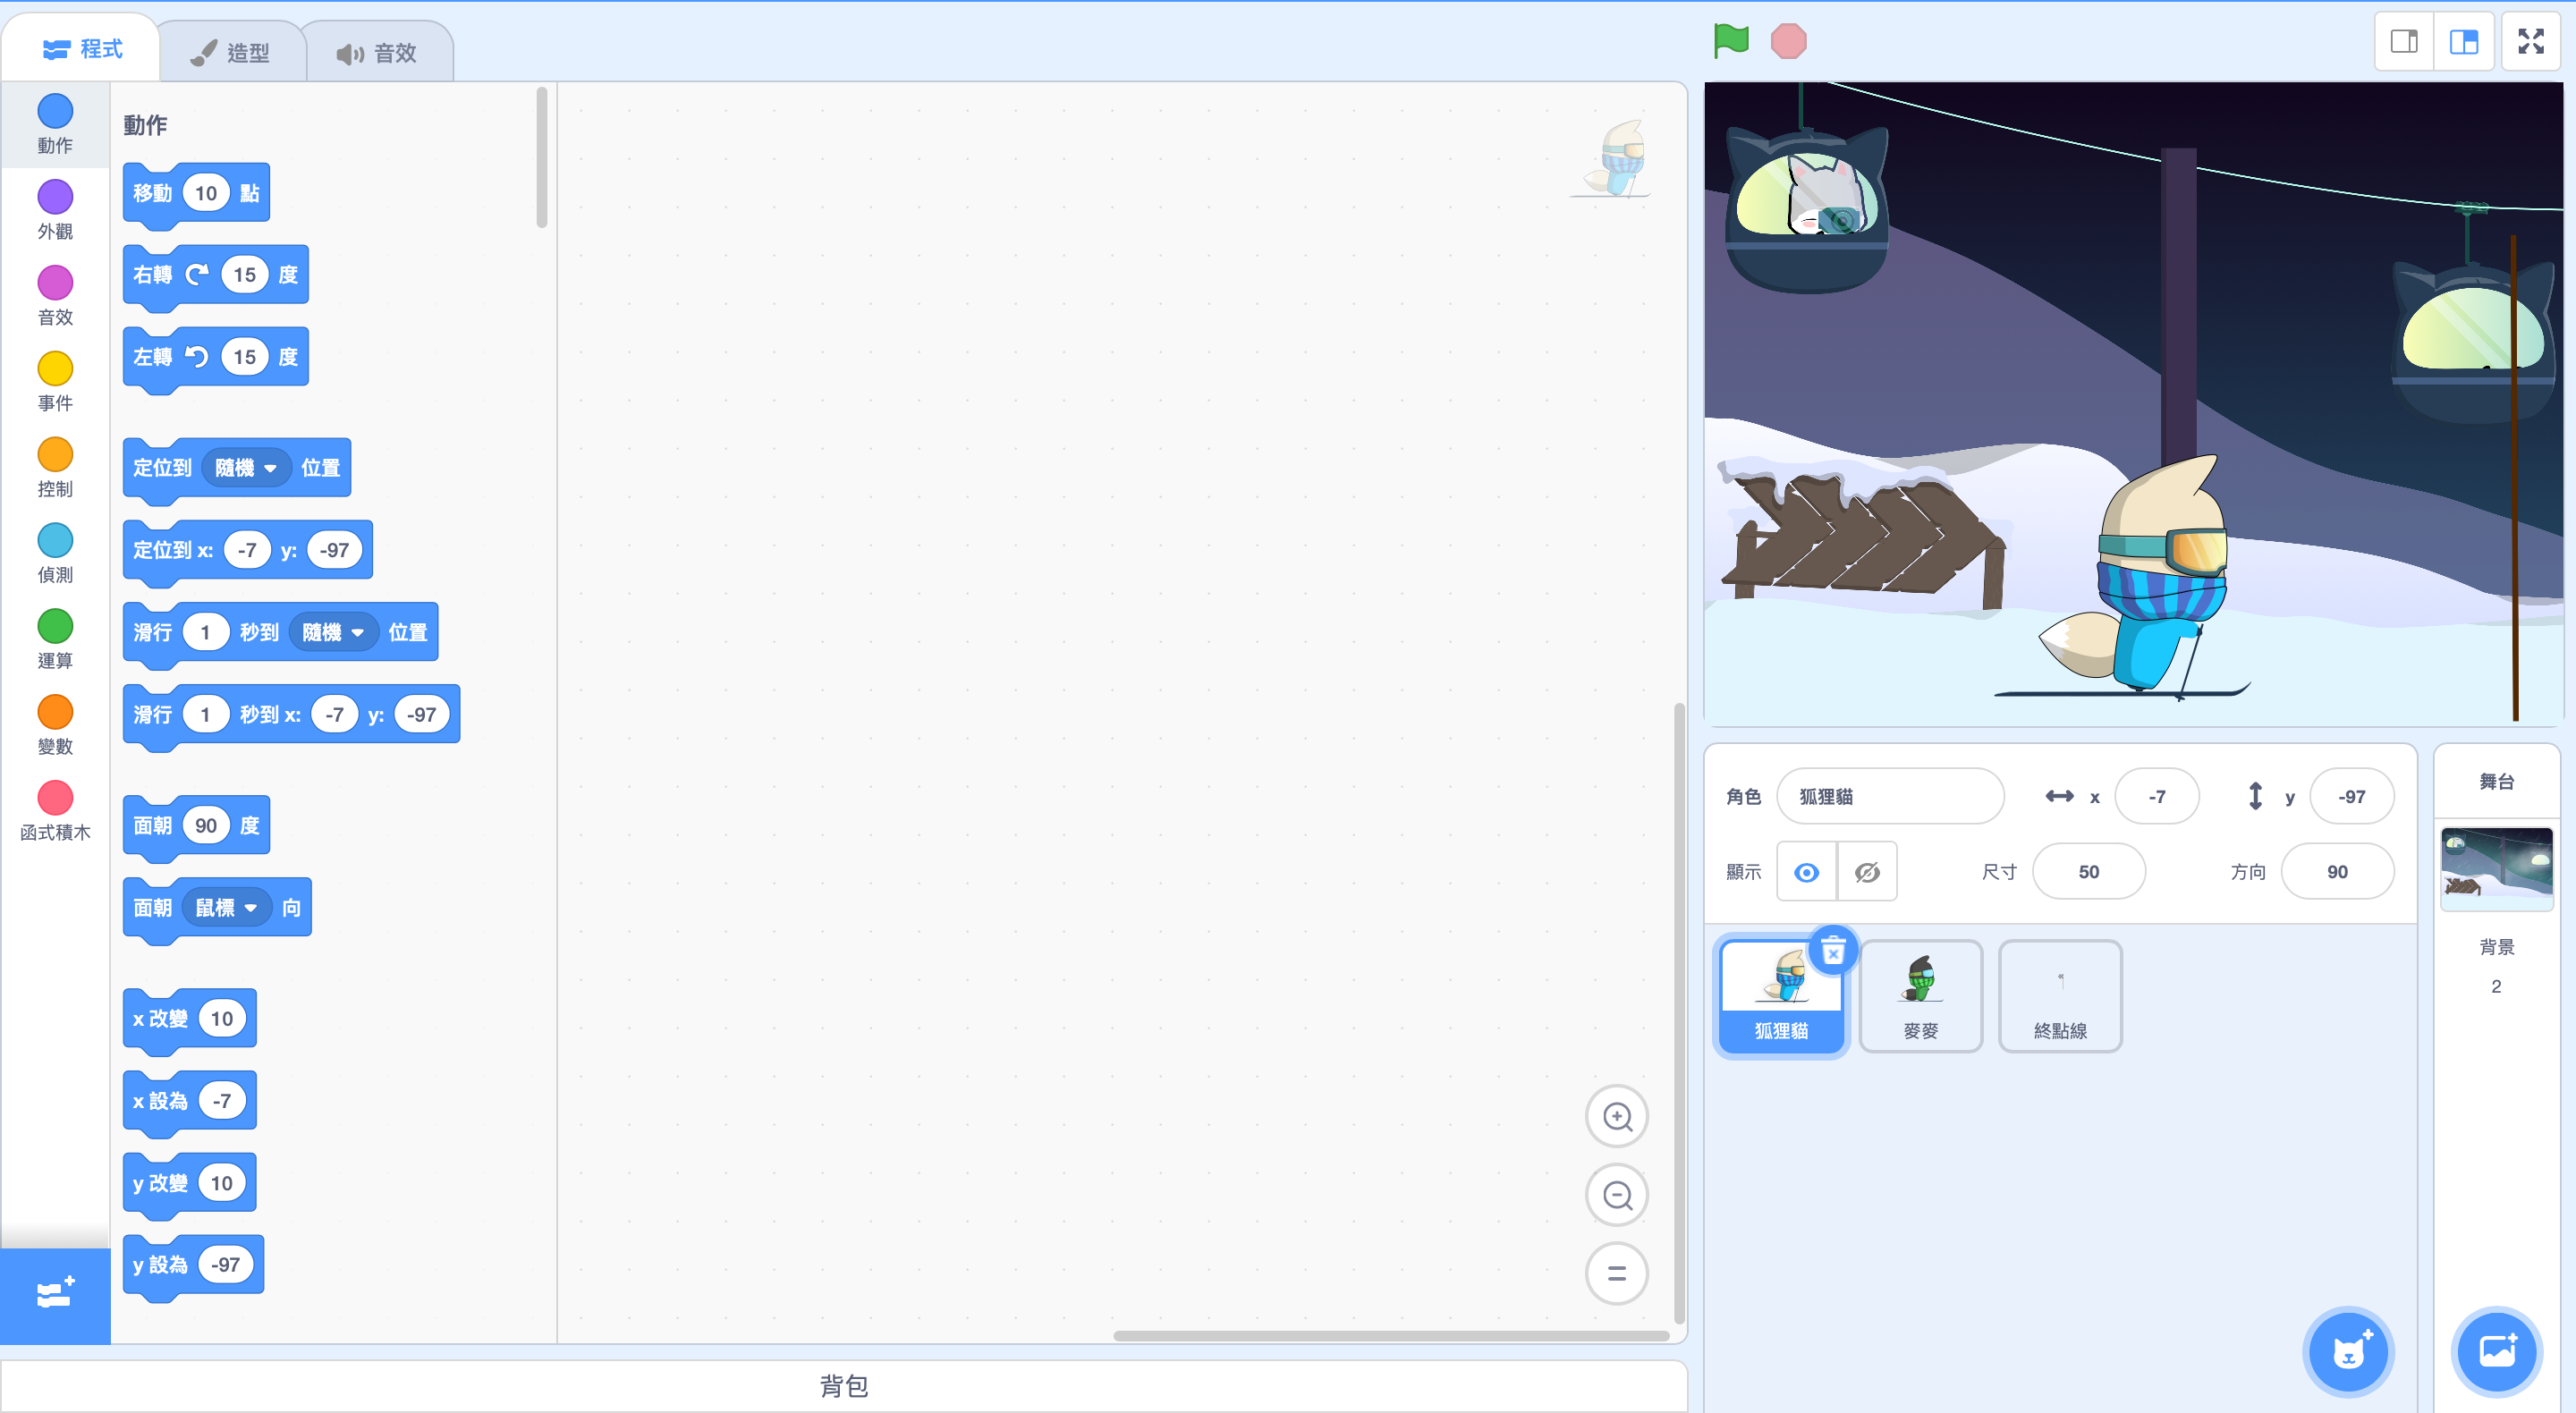 程式
造型
音效
動作
外觀
音效
事件
控制
偵測
運算
變數
函式積木
動作
移動 10 點
右轉 15 度
左轉 15 度
定位到 隨機 位置
定位到 x: -7 y: -97
滑行 1 秒到 隨機 位置
滑行 1 秒到 x: -7 y: -97
面朝 90 度
面朝 鼠標 向
x 改變 10
x 設為 -7
y 改變 10
y 設為 -97
背包
角色 狐狸貓 x -7 y -97
顯示 尺寸 50 方向 90
狐狸貓
麥麥
終點線
舞台
背景
2